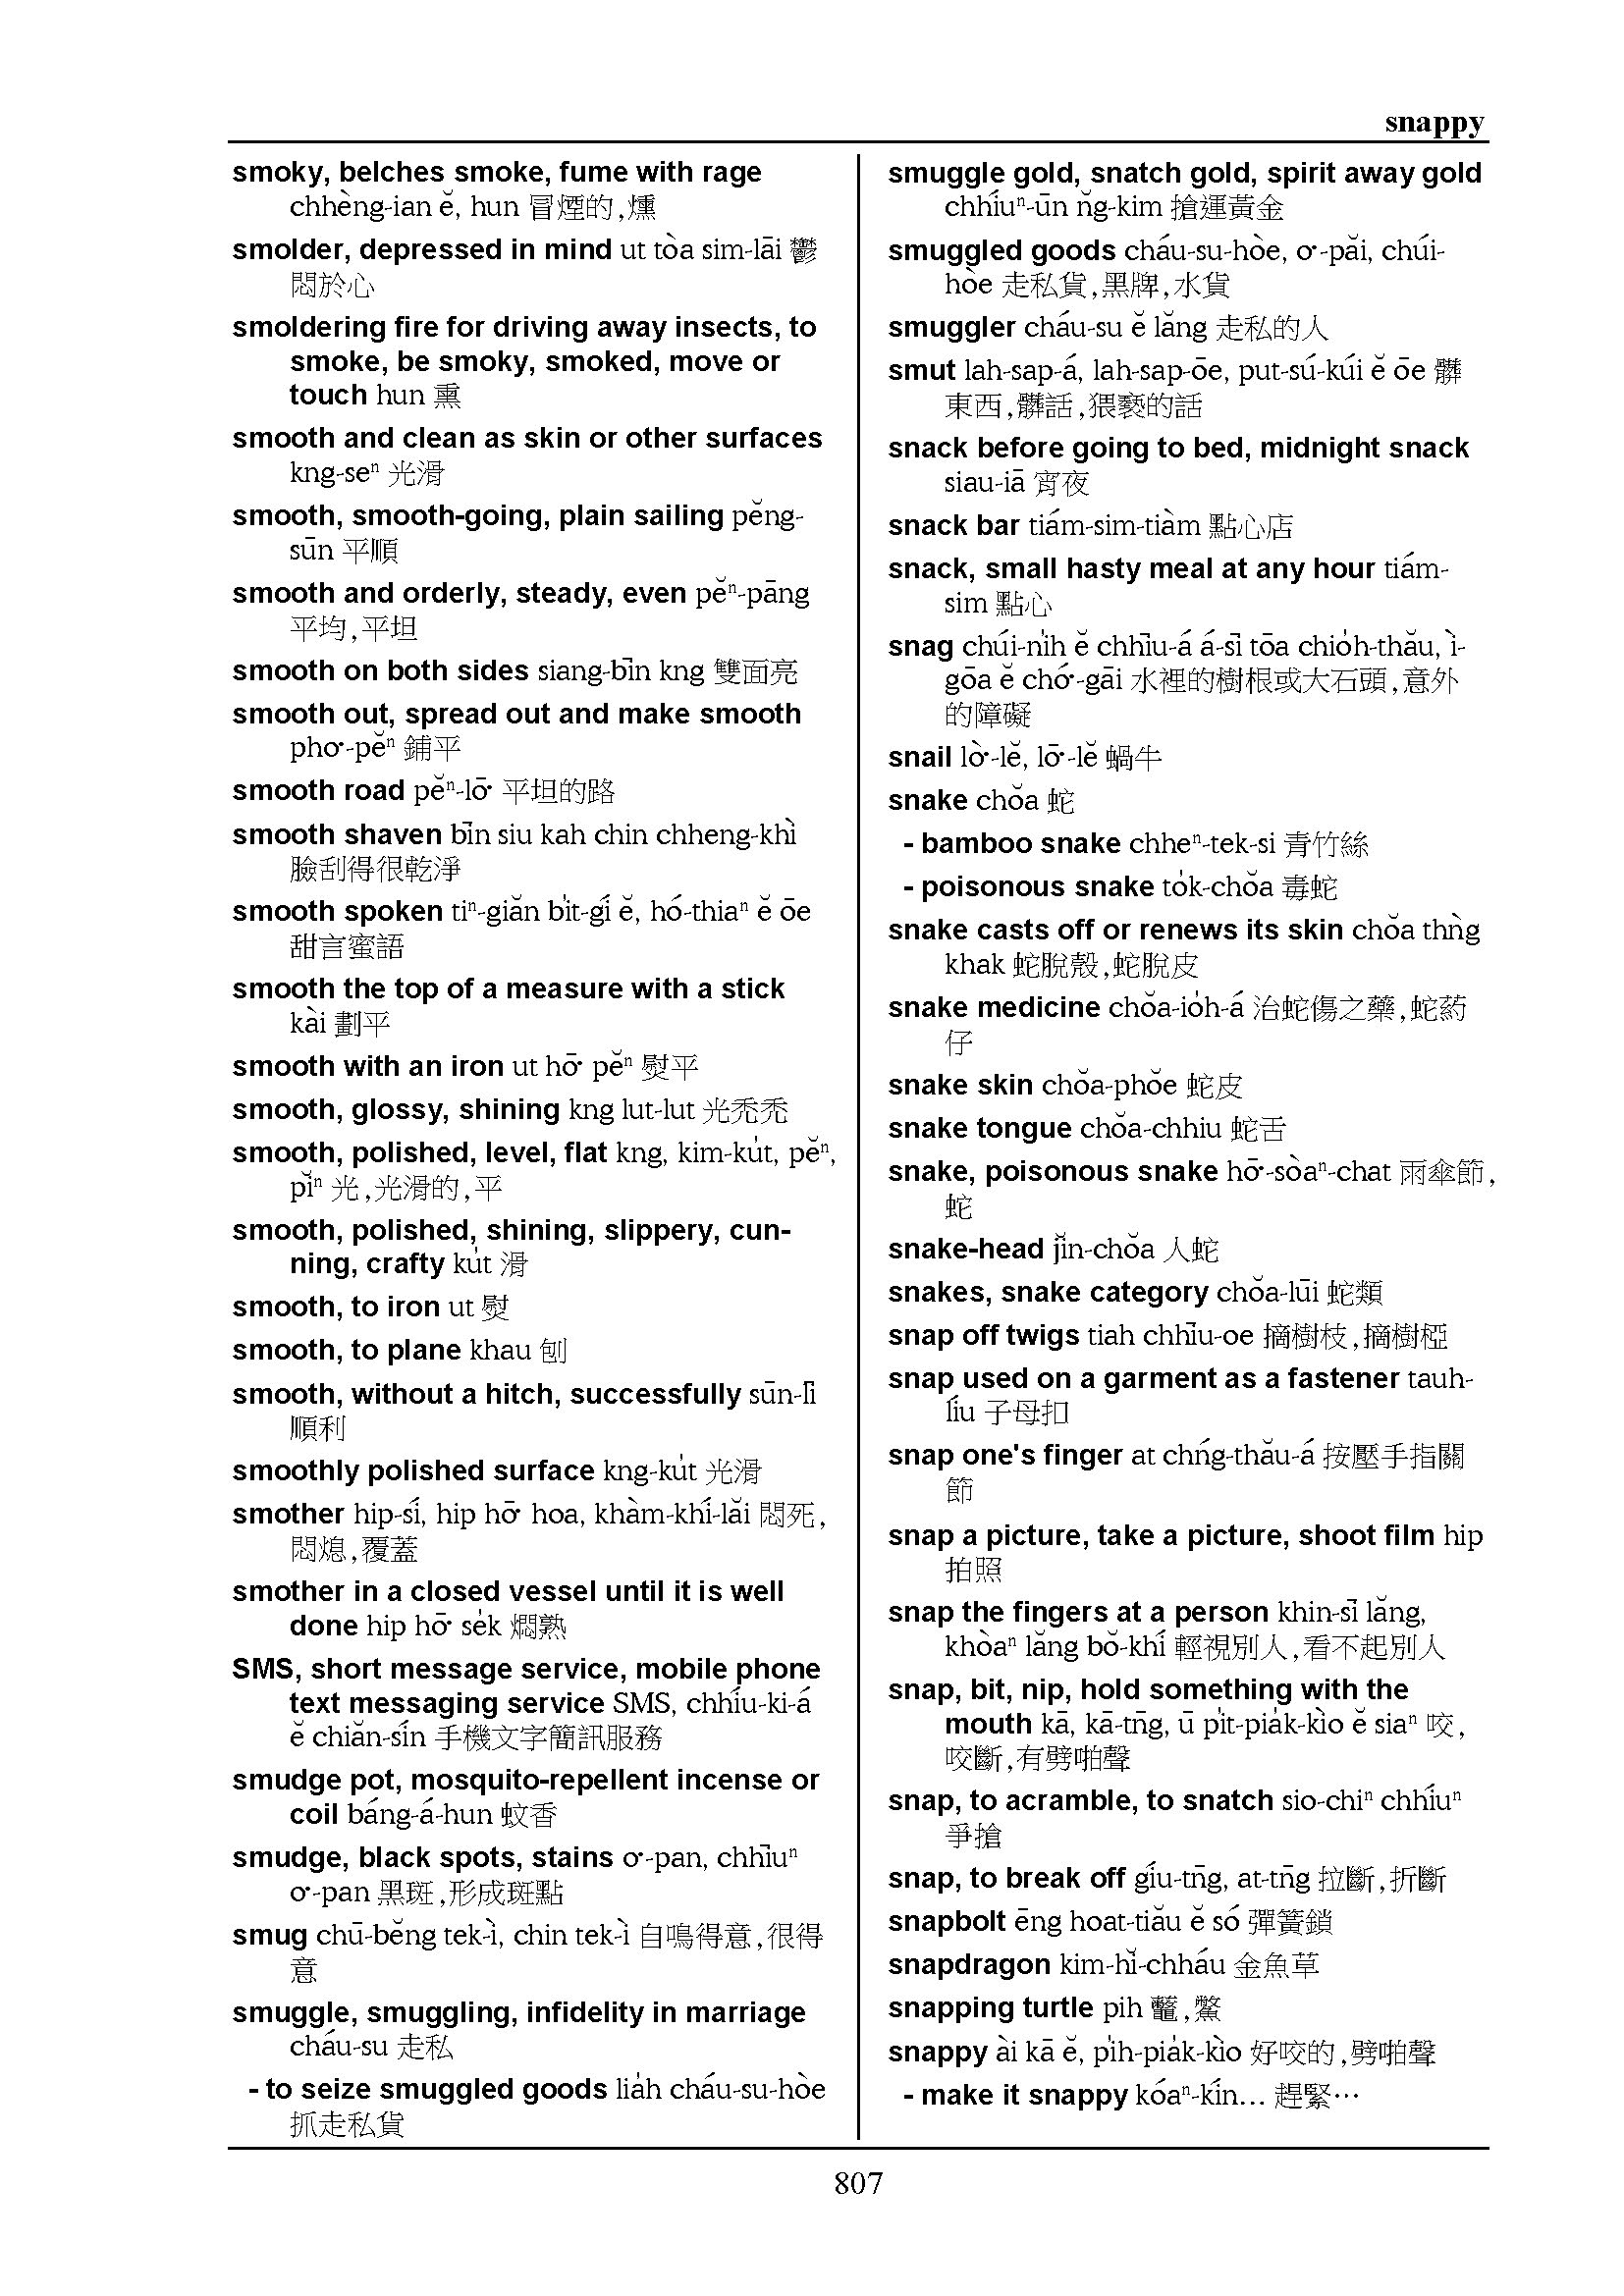 snappy
smoky, belches smoke, fume with rage
chhèng-ian ĕ, hun 冒煙的,燻
smolder, depressed in mind ut tòa sim-lāi 鬱
悶於心
smoldering fire for driving away insects, to
smoke, be smoky, smoked, move or
touch hun 熏
smooth and clean as skin or other surfaces
kng-seⁿ 光滑
smooth, smooth-going, plain sailing pĕng-
sūn 平順
smooth and orderly, steady, even pĕⁿ-pāng
平均,平坦
smooth on both sides siang-bīn kng 雙面亮
smooth out, spread out and make smooth
pho͘-pĕⁿ 鋪平
smooth road pĕⁿ-lō͘ 平坦的路
smooth shaven bīn siu kah chin chheng-khì
臉刮得很乾淨
smooth spoken tiⁿ-giăn bi̍t-gí ĕ, hó-thiaⁿ ĕ ōe
甜言蜜語
smooth the top of a measure with a stick
kài 劃平
smooth with an iron ut hō͘ pĕⁿ 熨平
smooth, glossy, shining kng lut-lut 光禿禿
smooth, polished, level, flat kng, kim-ku̍t, pĕⁿ,
pĭⁿ 光,光滑的,平
smooth, polished, shining, slippery, cun-
ning, crafty ku̍t 滑
smooth, to iron ut 熨
smooth, to plane khau 刨
smooth, without a hitch, successfully sūn-lī
順利
smoothly polished surface kng-ku̍t 光滑
smother hip-sí, hip hō͘ hoa, khàm-khí-lăi 悶死,
悶熄,覆蓋
smother in a closed vessel until it is well
done hip hō͘ se̍k 燜熟
SMS, short message service, mobile phone
text messaging service SMS, chhíu-ki-á
ĕ chiăn-sín 手機文字簡訊服務
smudge pot, mosquito-repellent incense or
coil báng-á-hun 蚊香
smudge, black spots, stains o͘-pan, chhīuⁿ
o͘-pan 黑斑,形成斑點
smug chū-bĕng tek-ì, chin tek-ì 自鳴得意,很得
意
smuggle, smuggling, infidelity in marriage
cháu-su 走私
- to seize smuggled goods lia̍h cháu-su-hòe
抓走私貨
smuggle gold, snatch gold, spirit away gold
chhíuⁿ-ūn n̆g-kim 搶運黃金
smuggled goods cháu-su-hòe, o͘-păi, chúi-
hòe 走私貨,黑牌,水貨
smuggler cháu-su ĕ lăng 走私的人
smut lah-sap-á, lah-sap-ōe, put-sú-kúi ĕ ōe 髒
東西,髒話,猥褻的話
snack before going to bed, midnight snack
siau-iā 宵夜
snack bar tiám-sim-tiàm 點心店
snack, small hasty meal at any hour tiám-
sim 點心
snag chúi-ni̍h ĕ chhīu-á á-sī tōa chio̍h-thău, ì-
gōa ĕ chó͘-gāi 水裡的樹根或大石頭,意外
的障礙
snail lò͘-lĕ, lō͘-lĕ 蝸牛
snake chŏa 蛇
- bamboo snake chheⁿ-tek-si 青竹絲
- poisonous snake to̍k-chŏa 毒蛇
snake casts off or renews its skin chŏa thǹg
khak 蛇脫殼,蛇脫皮
snake medicine chŏa-io̍h-á 治蛇傷之藥,蛇葯
仔
snake skin chŏa-phŏe 蛇皮
snake tongue chŏa-chhiu 蛇舌
snake, poisonous snake hō͘-sòaⁿ-chat 雨傘節,
蛇
snake-head jĭn-chŏa 人蛇
snakes, snake category chŏa-lūi 蛇類
snap off twigs tiah chhīu-oe 摘樹枝,摘樹椏
snap used on a garment as a fastener tauh-
líu 子母扣
snap one's finger at chńg-thău-á 按壓手指關
節
snap a picture, take a picture, shoot film hip
拍照
snap the fingers at a person khin-sī lăng,
khòaⁿ lăng bŏ-khí 輕視別人,看不起別人
snap, bit, nip, hold something with the
mouth kā, kā-tn̄g, ū pi̍t-pia̍k-kìo ĕ siaⁿ 咬,
咬斷,有劈啪聲
snap, to acramble, to snatch sio-chiⁿ chhíuⁿ
爭搶
snap, to break off gíu-tn̄g, at-tn̄g 拉斷,折斷
snapbolt ēng hoat-tiău ĕ só 彈簧鎖
snapdragon kim-hĭ-chháu 金魚草
snapping turtle pih 鼈,鱉
snappy ài kā ĕ, pi̍h-pia̍k-kìo 好咬的,劈啪聲
- make it snappy kóaⁿ-kín... 趕緊⋯
807